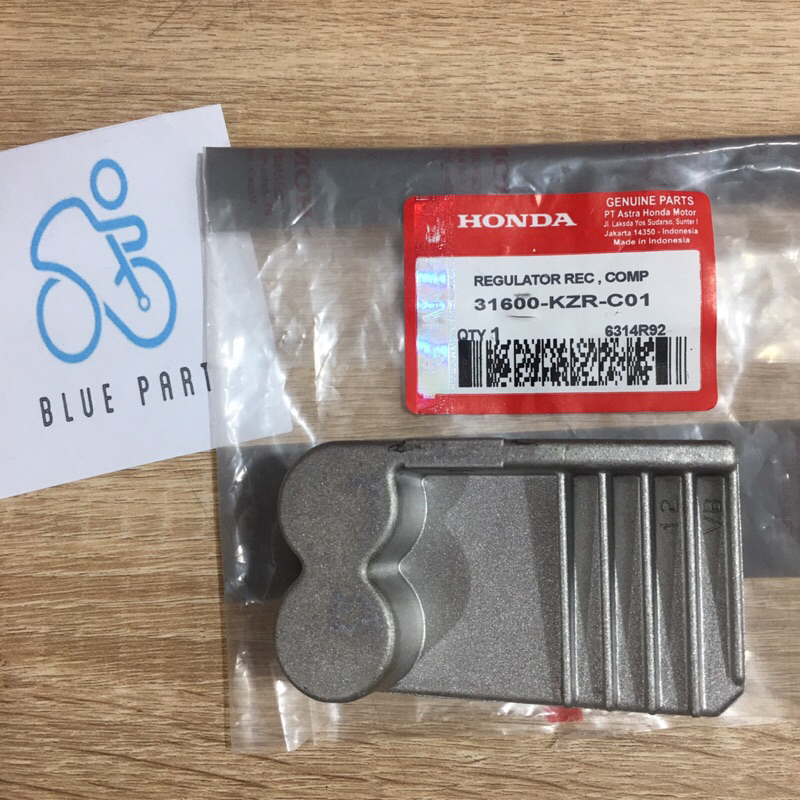 BLUE PART
HONDA
GENUINE PARTS
PT Astra Honda Motor
Jl. Laksda Yos Sudarso, Sunter I
Jakarta 14350 - Indonesia
Made in Indonesia
REGULATOR REC , COMP
31600-KZR-C01
QTY 1 6314R92
12
VB